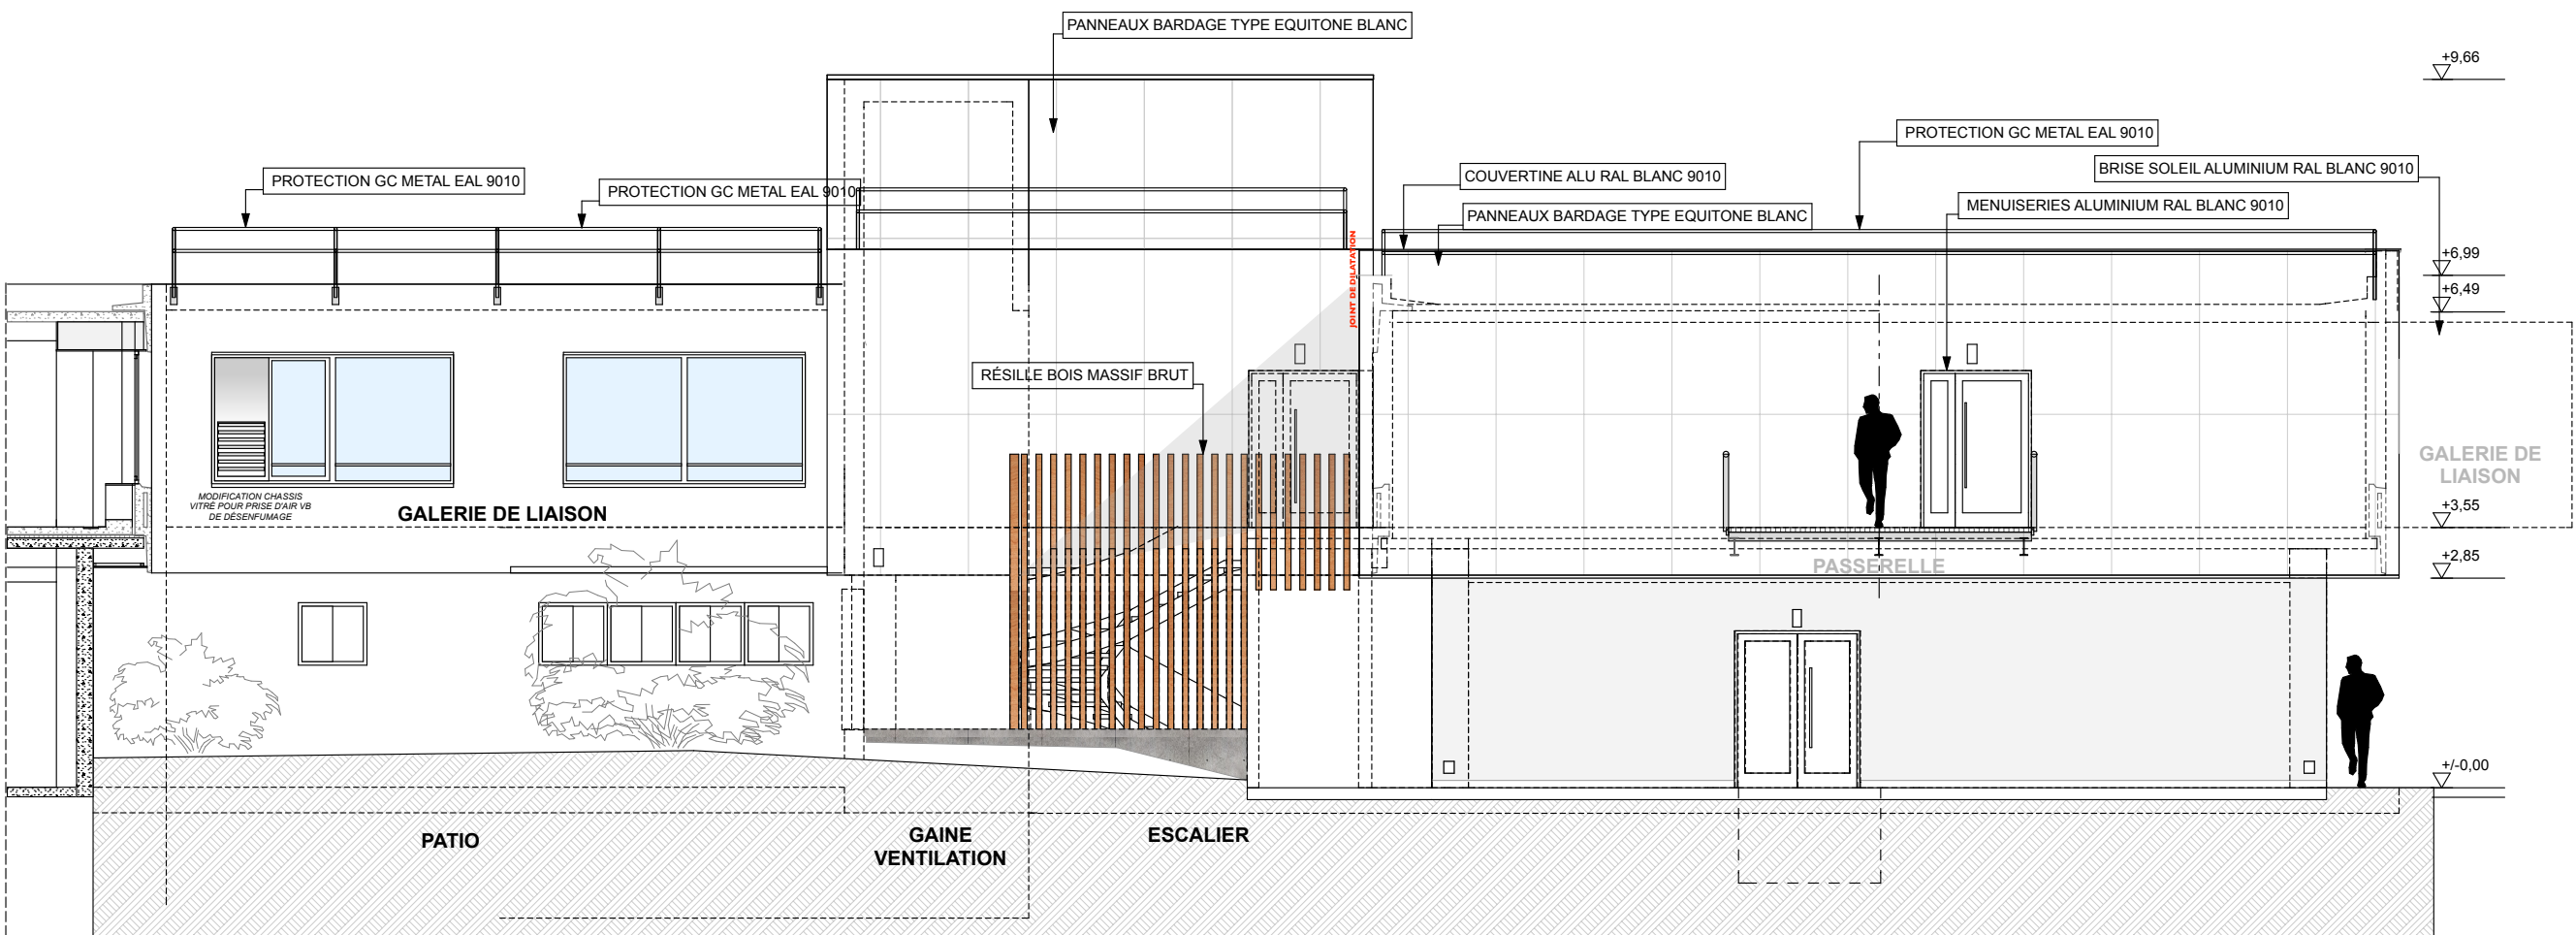 PANNEAUX BARDAGE TYPE EQUITONE BLANC
+9,66
PROTECTION GC METAL EAL 9010
BRISE SOLEIL ALUMINIUM RAL BLANC 9010
COUVERTINE ALU RAL BLANC 9010
PROTECTION GC METAL EAL 9010
PROTECTION GC METAL EAL 9010
MENUISERIES ALUMINIUM RAL BLANC 9010
PANNEAUX BARDAGE TYPE EQUITONE BLANC
JOINT DE DILATATION
+6,99
+6,49
RÉSILLE BOIS MASSIF BRUT
GALERIE DE
LIAISON
MODIFICATION CHASSIS
VITRÉ POUR PRISE D'AIR VB
DE DÉSENFUMAGE
GALERIE DE LIAISON
+3,55
+2,85
PASSERELLE
+/-0,00
PATIO
GAINE
VENTILATION
ESCALIER